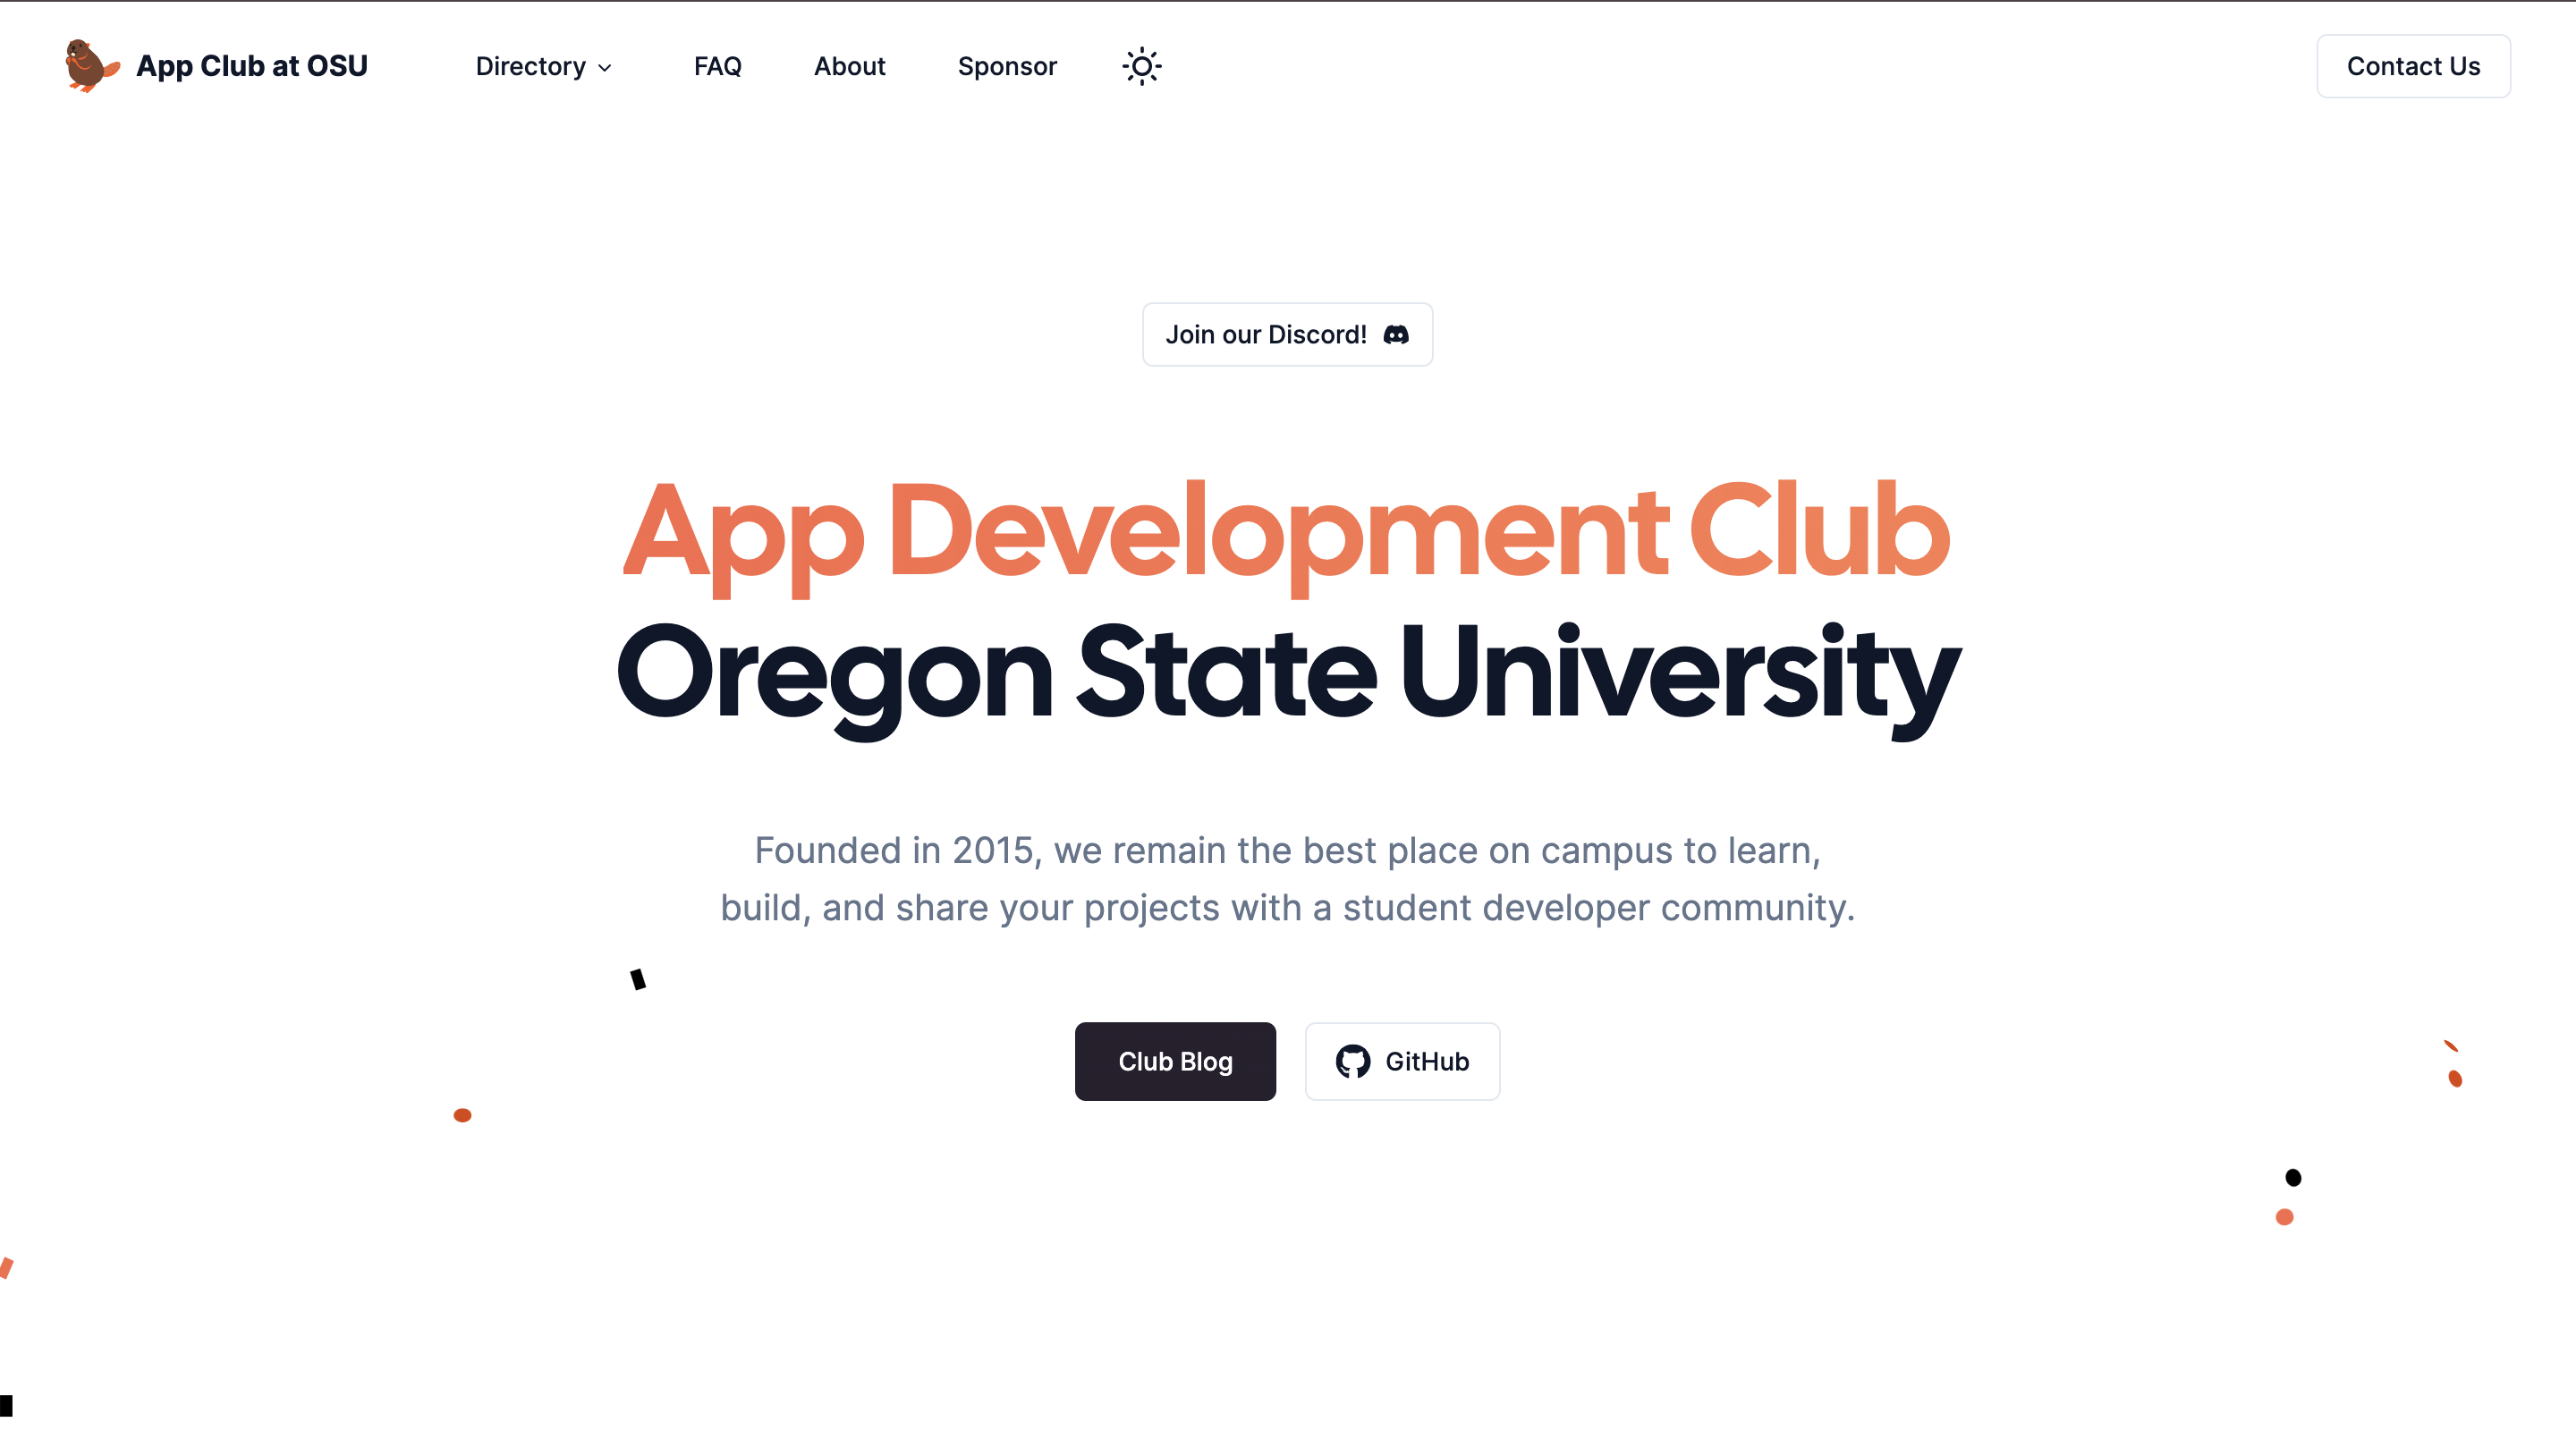 App Club at OSU
Directory
FAQ
About
Sponsor
Contact Us
Join our Discord!
App Development Club
Oregon State University
Founded in 2015, we remain the best place on campus to learn,
build, and share your projects with a student developer community.
Club Blog
GitHub